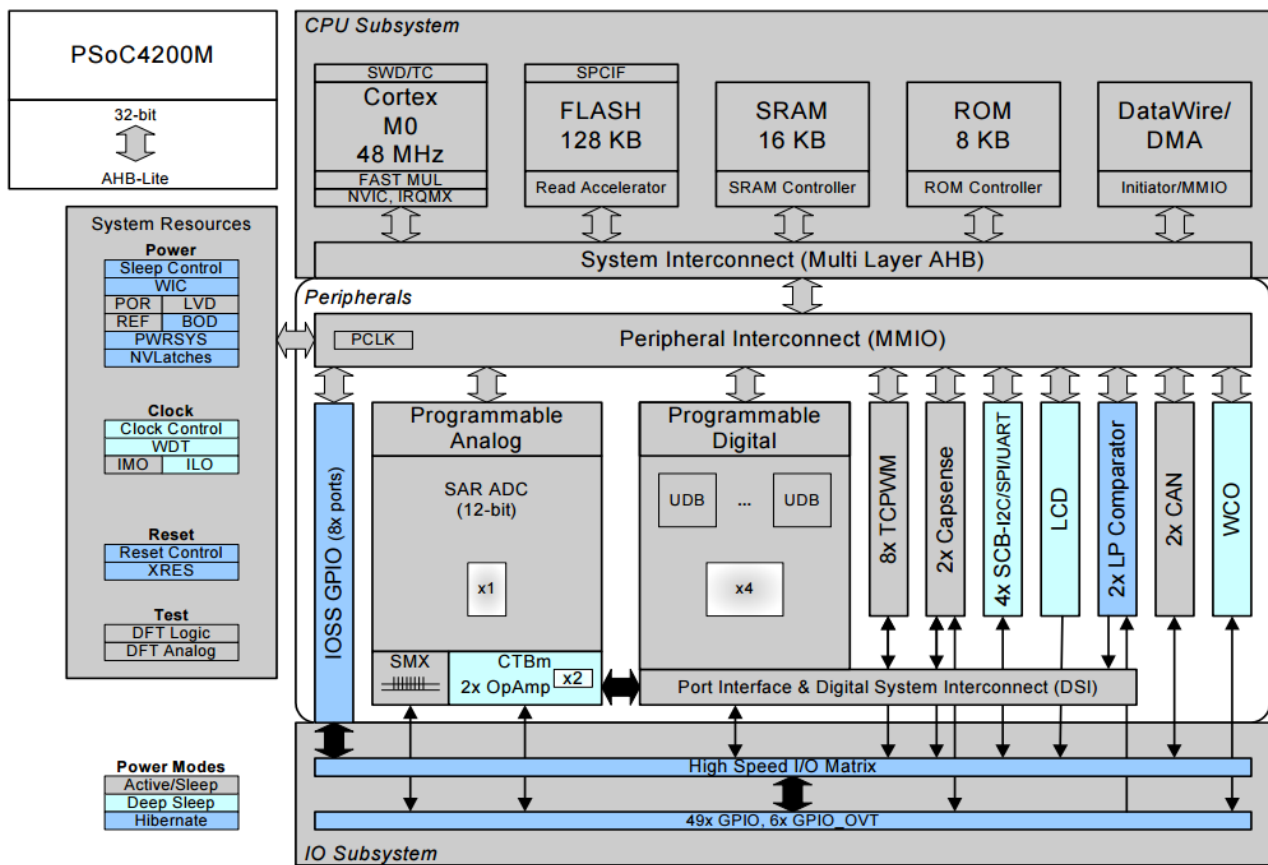 PSoC4200M
32-bit
AHB-Lite
CPU Subsystem
SWD/TC
Cortex
M0
48 MHz
FAST MUL
NVIC, IRQMX
SPCIF
FLASH
128 KB
Read Accelerator
SRAM
16 KB
SRAM Controller
ROM
8 KB
ROM Controller
DataWire/
DMA
Initiator/MMIO
System Interconnect (Multi Layer AHB)
System Resources
Power
Sleep Control
WIC
POR LVD
REF BOD
PWRSYS
NVLatches
Clock
Clock Control
WDT
IMO ILO
Reset
Reset Control
XRES
Test
DFT Logic
DFT Analog
Peripherals
PCLK
Peripheral Interconnect (MMIO)
IOSS GPIO (8x ports)
Programmable
Analog
SAR ADC
(12-bit)
x1
SMX
CTBm
2x OpAmp
x2
Programmable
Digital
UDB ... UDB
x4
8x TCPWM
2x Capsense
4x SCB-I2C/SPI/UART
LCD
2x LP Comparator
2x CAN
WCO
Port Interface & Digital System Interconnect (DSI)
Power Modes
Active/Sleep
Deep Sleep
Hibernate
High Speed I/O Matrix
49x GPIO, 6x GPIO_OVT
IO Subsystem